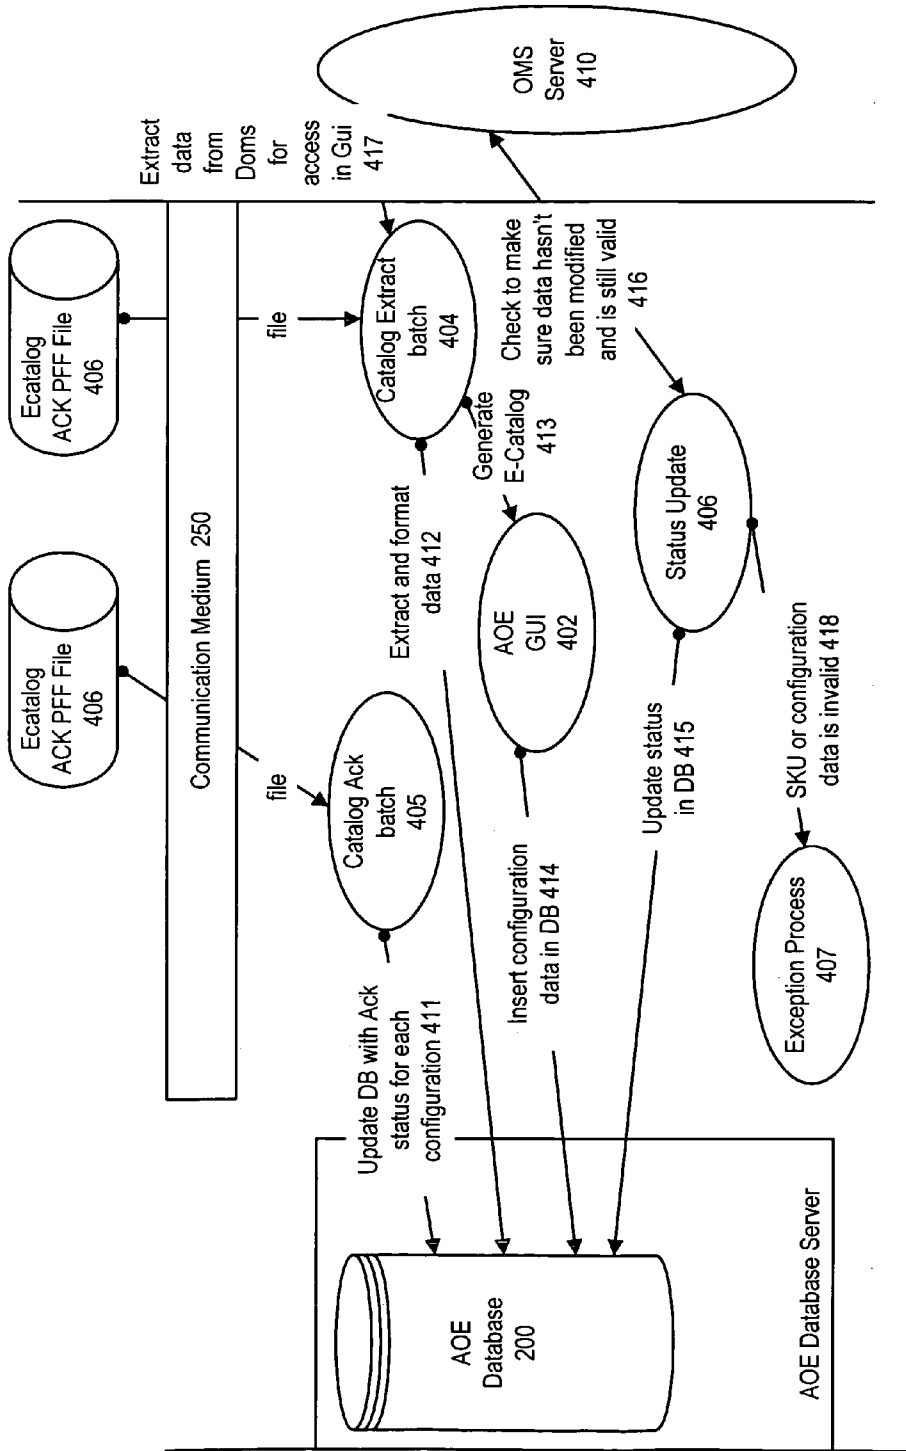 Ecatalog
ACK PFF File
406
Ecatalog
ACK PFF File
406
Communication Medium 250
file
file
Extract
data
from
Doms
for
access
in Gui
417
OMS
Server
410
Catalog Ack
batch
405
Catalog Extract
batch
404
Update DB with Ack
status for each
configuration 411
Extract and format
data 412
Generate
E-Catalog
413
Check to make
sure data hasn't
been modified
and is still valid
416
AOE
GUI
402
Insert configuration
data in DB 414
Status Update
406
Update status
in DB 415
SKU or configuration
data is invalid 418
Exception Process
407
AOE
Database
200
AOE Database Server